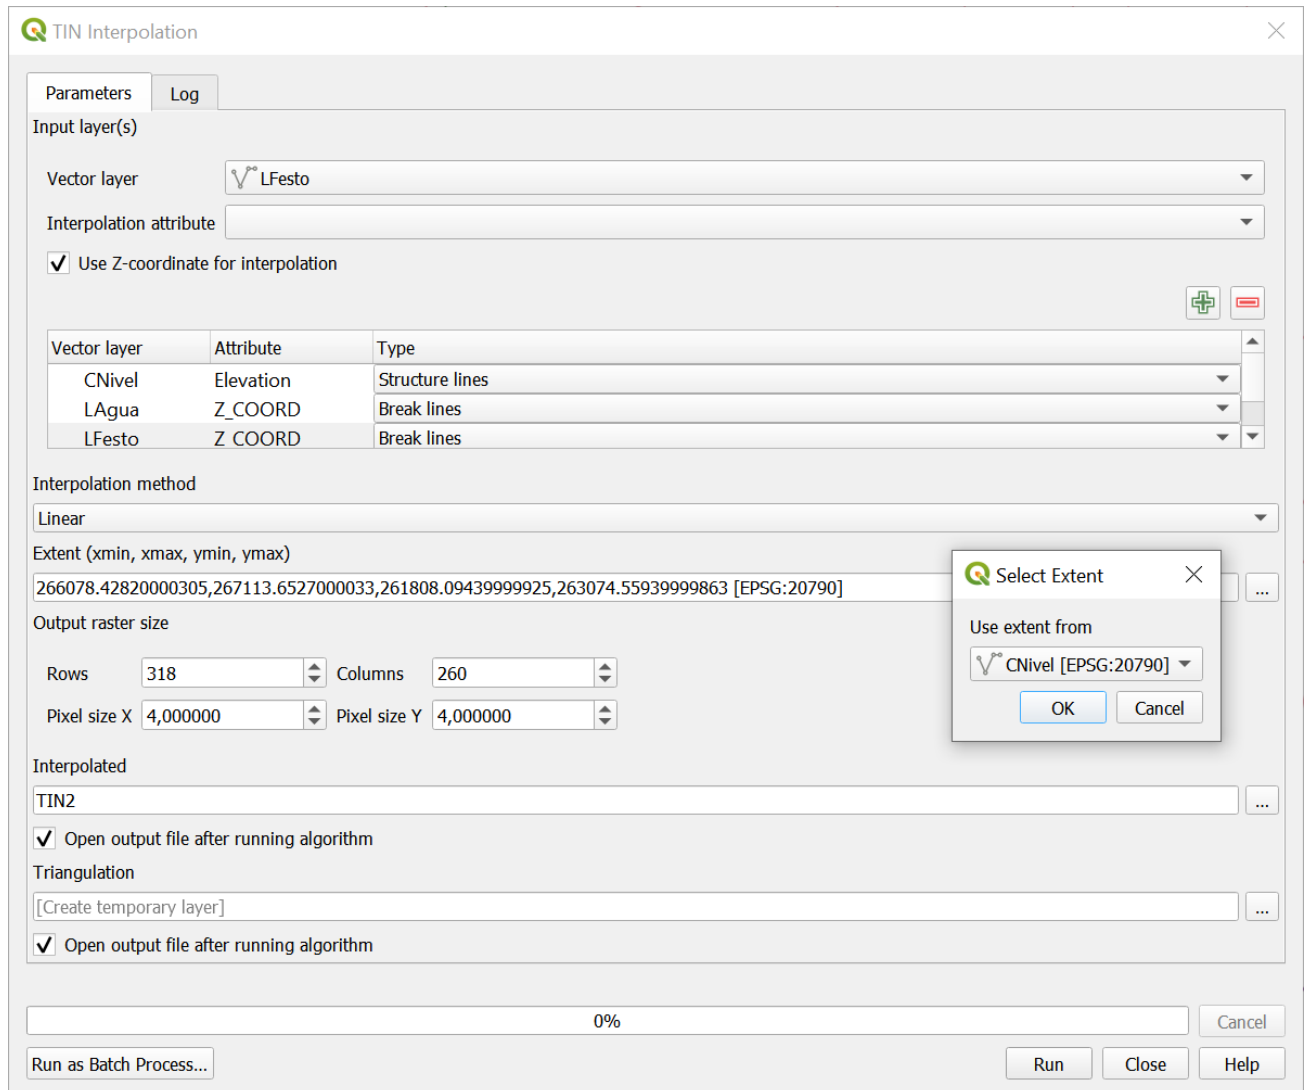 TIN Interpolation
Parameters
Log
Input layer(s)
Vector layer
LFesto
Interpolation attribute
Use Z-coordinate for interpolation
Vector layer Attribute Type
CNivel Elevation Structure lines
LAgua Z_COORD Break lines
LFesto Z_COORD Break lines
Interpolation method
Linear
Extent (xmin, xmax, ymin, ymax)
266078.42820000305,267113.6527000033,261808.09439999925,263074.55939999863 [EPSG:20790]
...
Select Extent
Use extent from
CNivel [EPSG:20790]
OK Cancel
Output raster size
Rows 318 Columns 260
Pixel size X 4,000000 Pixel size Y 4,000000
Interpolated
TIN2
...
Open output file after running algorithm
Triangulation
[Create temporary layer]
...
Open output file after running algorithm
0%
Cancel
Run as Batch Process...
Run Close Help